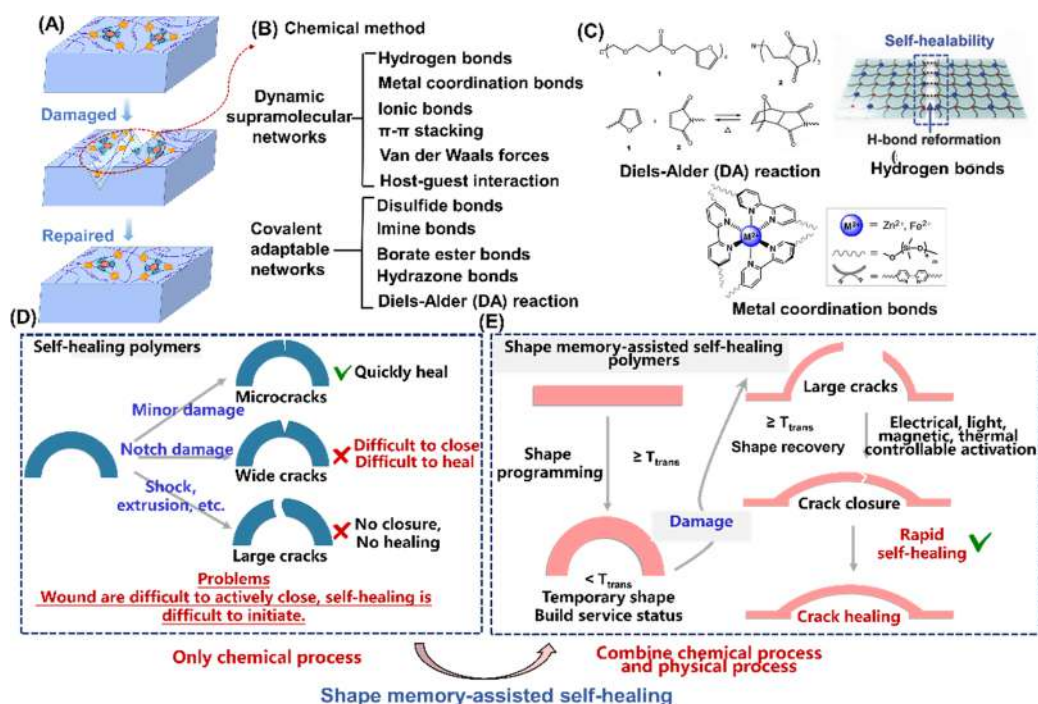 (A)
Damaged
Repaired
(B)
Chemical method
Dynamic
supramolecular
networks
Hydrogen bonds
Metal coordination bonds
Ionic bonds
π-π stacking
Van der Waals forces
Host-guest interaction
Covalent
adaptable
networks
Disulfide bonds
Imine bonds
Borate ester bonds
Hydrazone bonds
Diels-Alder (DA) reaction
(C)
1
2
1
2
Diels-Alder (DA) reaction
Self-healability
H-bond reformation
Hydrogen bonds
M²⁺
M²⁺ = Zn²⁺, Fe²⁺
Metal coordination bonds
(D)
Self-healing polymers
Minor damage
Notch damage
Shock,
extrusion, etc.
Microcracks
Quickly heal
Wide cracks
Difficult to close
Difficult to heal
Large cracks
No closure,
No healing
Problems
Wound are difficult to actively close, self-healing is
difficult to initiate.
(E)
Shape memory-assisted self-healing
polymers
Shape
programming
≥ Ttrans
< Ttrans
Temporary shape
Build service status
Damage
Large cracks
≥ Ttrans
Shape recovery
Electrical, light,
magnetic, thermal
controllable activation
Crack closure
Rapid
self-healing
Crack healing
Only chemical process
Combine chemical process
and physical process
Shape memory-assisted self-healing